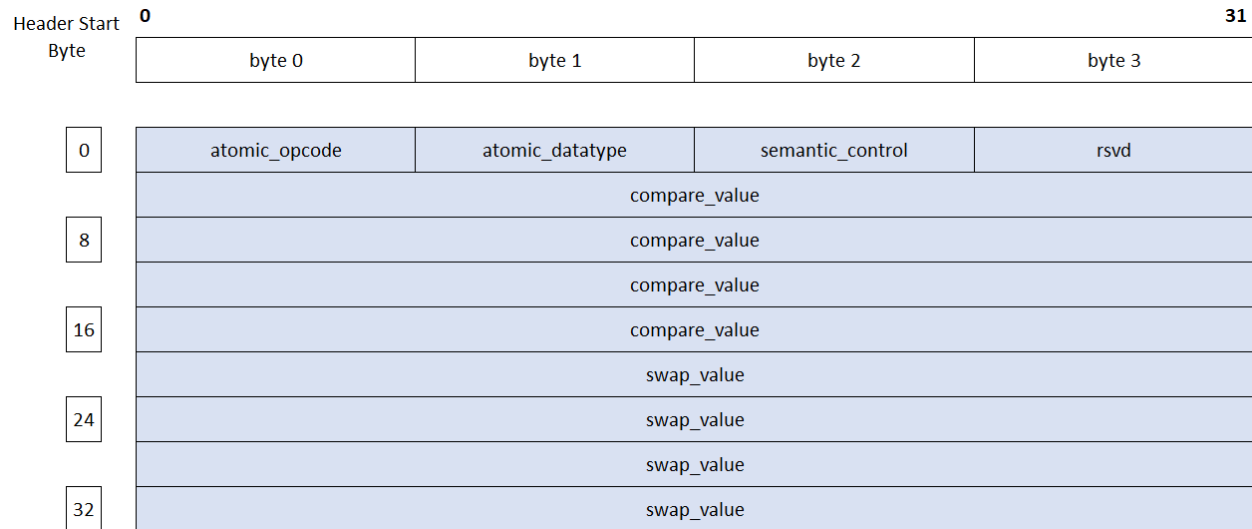 Header Start Byte
0 31
byte 0 byte 1 byte 2 byte 3
0 atomic_opcode atomic_datatype semantic_control rsvd
compare_value
8 compare_value
compare_value
16 compare_value
swap_value
24 swap_value
swap_value
32 swap_value